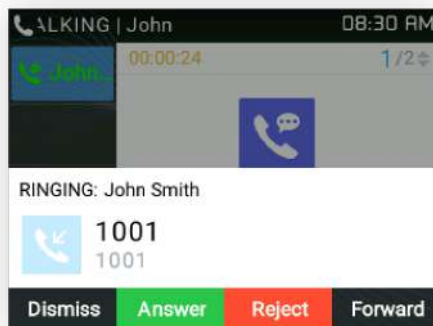 ALKING | John 08:30 AM
John.. 00:00:24 1/2
RINGING: John Smith
1001
1001
Dismiss Answer Reject Forward